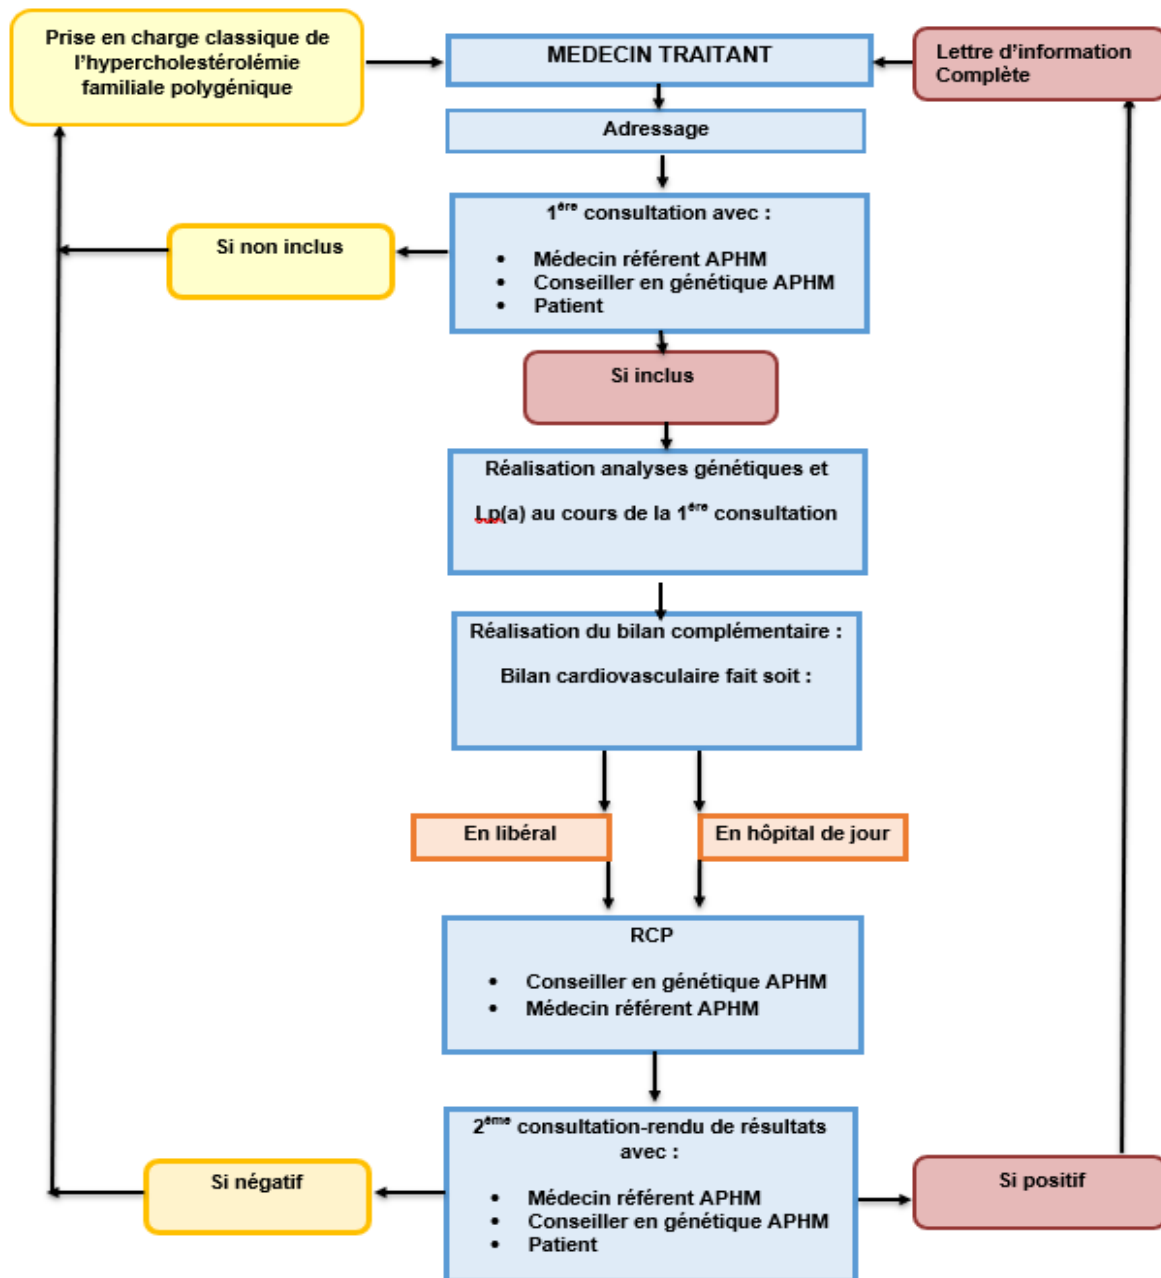 Prise en charge classique de
l'hypercholestérolémie
familiale polygénique
MEDECIN TRAITANT
Lettre d'information
Complète
Adressage
1ère consultation avec :
• Médecin référent APHM
• Conseiller en génétique APHM
• Patient
Si non inclus
Si inclus
Réalisation analyses génétiques et
Lp(a) au cours de la 1ère consultation
Réalisation du bilan complémentaire :
Bilan cardiovasculaire fait soit :
En libéral
En hôpital de jour
RCP
• Conseiller en génétique APHM
• Médecin référent APHM
2ème consultation-rendu de résultats
avec :
• Médecin référent APHM
• Conseiller en génétique APHM
• Patient
Si négatif
Si positif